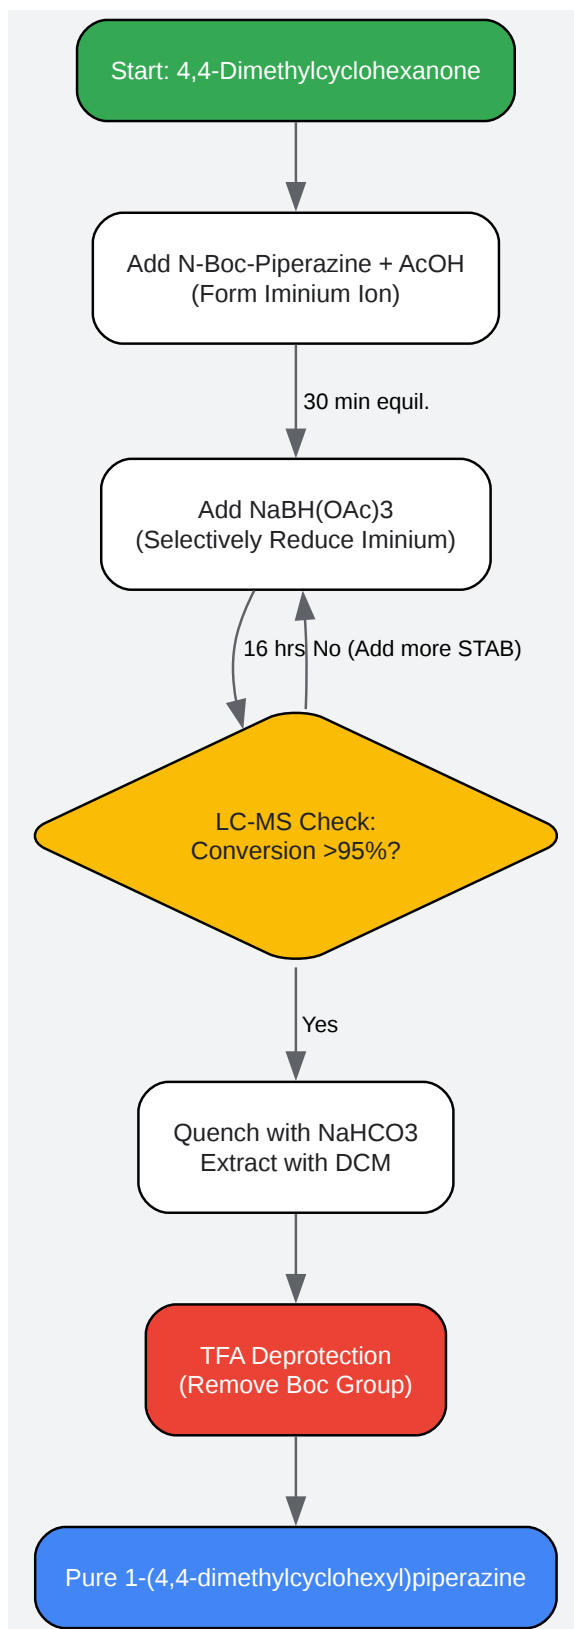 Start: 4,4-Dimethylcyclohexanone
Add N-Boc-Piperazine + AcOH
(Form Iminium Ion)
30 min equil.
Add NaBH(OAc)3
(Selectively Reduce Iminium)
16 hrs
No (Add more STAB)
LC-MS Check:
Conversion >95%?
Yes
Quench with NaHCO3
Extract with DCM
TFA Deprotection
(Remove Boc Group)
Pure 1-(4,4-dimethylcyclohexyl)piperazine